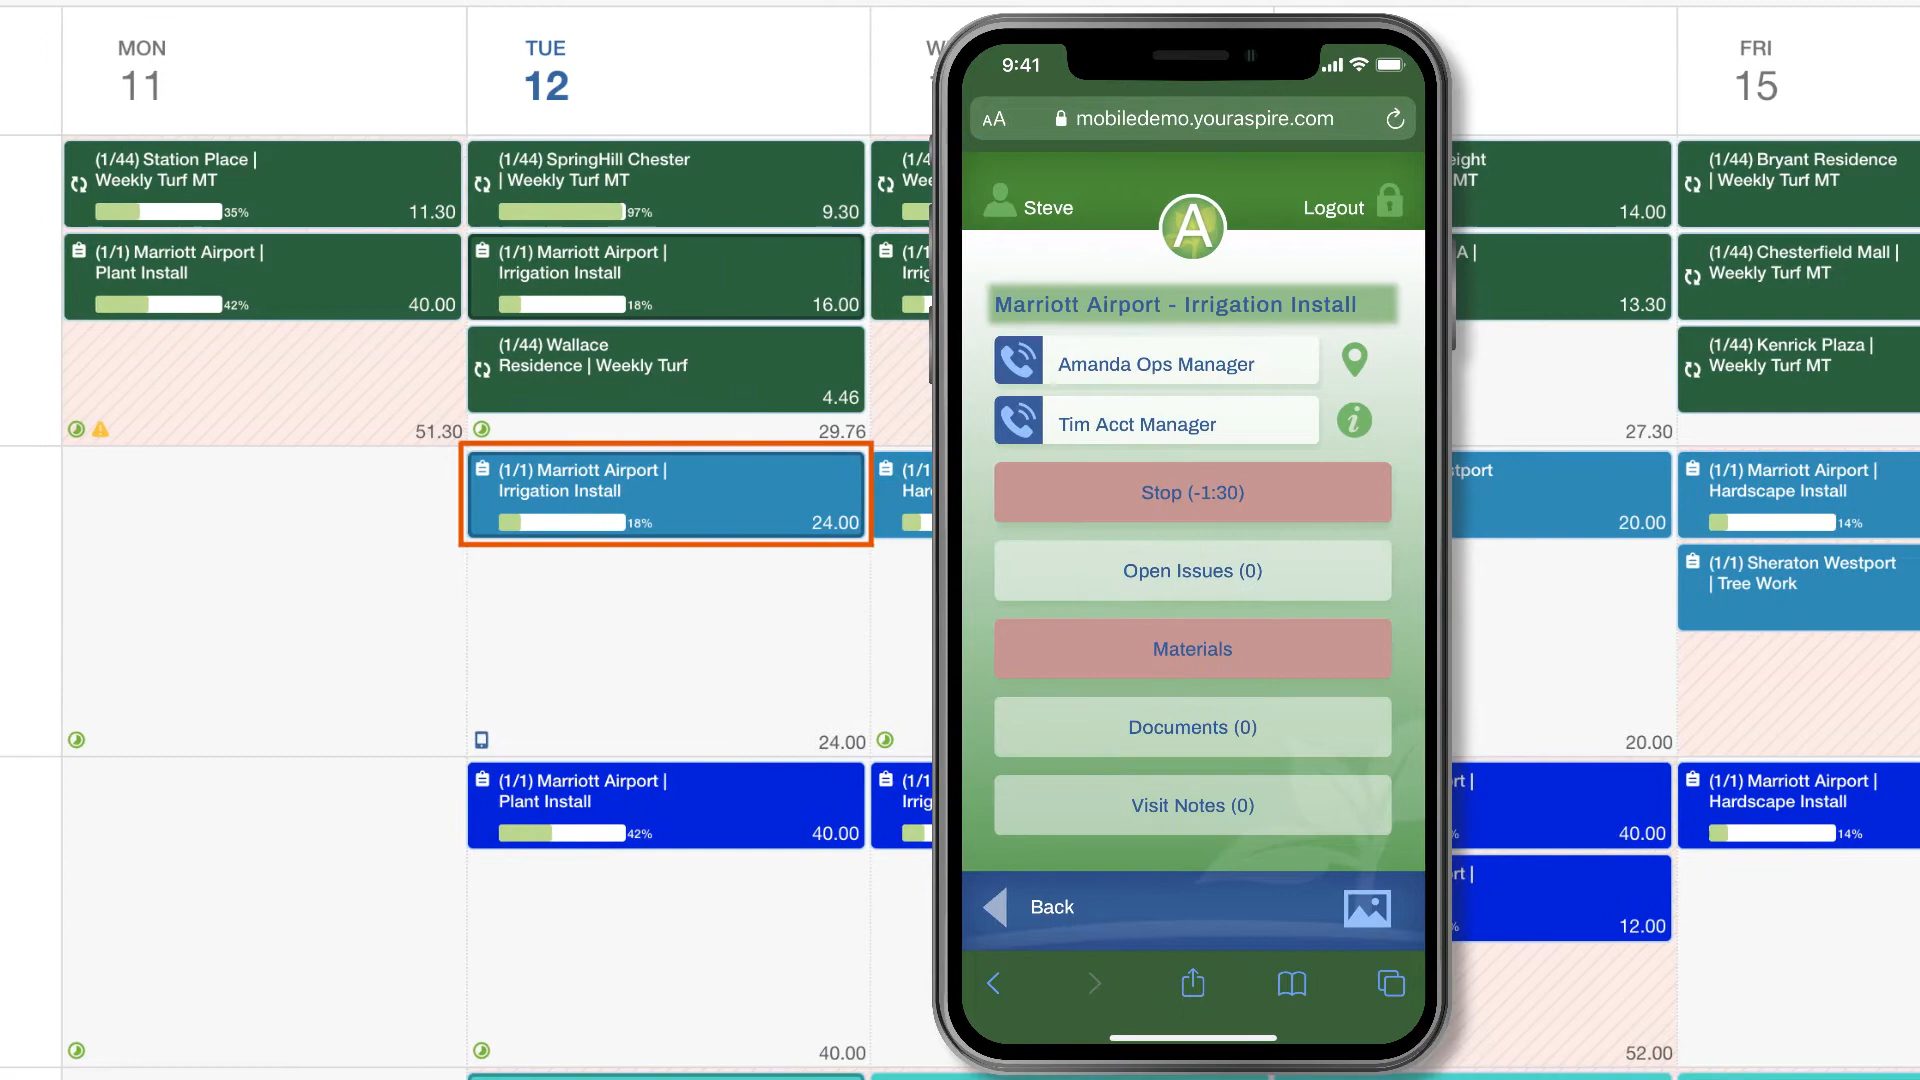 MON
11
TUE
12
FRI
15
(1/44) Station Place |
Weekly Turf MT
35%
11.30
(1/1) Marriott Airport |
Plant Install
42%
40.00
51.30
(1/44) SpringHill Chester
| Weekly Turf MT
97%
9.30
(1/1) Marriott Airport |
Irrigation Install
18%
16.00
(1/44) Wallace
Residence | Weekly Turf
4.46
29.76
(1/1) Marriott Airport |
Irrigation Install
18%
24.00
24.00
(1/1) Marriott Airport |
Plant Install
42%
40.00
40.00
9:41
AA
mobiledemo.youraspire.com
Steve
A
Logout
Marriott Airport - Irrigation Install
Amanda Ops Manager
Tim Acct Manager
i
Stop (-1:30)
Open Issues (0)
Materials
Documents (0)
Visit Notes (0)
Back
MT
14.00
A |
13.30
27.30
20.00
20.00
40.00
12.00
52.00
(1/44) Bryant Residence
| Weekly Turf MT
(1/44) Chesterfield Mall |
Weekly Turf MT
(1/44) Kenrick Plaza |
Weekly Turf MT
(1/1) Marriott Airport |
Hardscape Install
14%
(1/1) Sheraton Westport
| Tree Work
(1/1) Marriott Airport |
Hardscape Install
14%